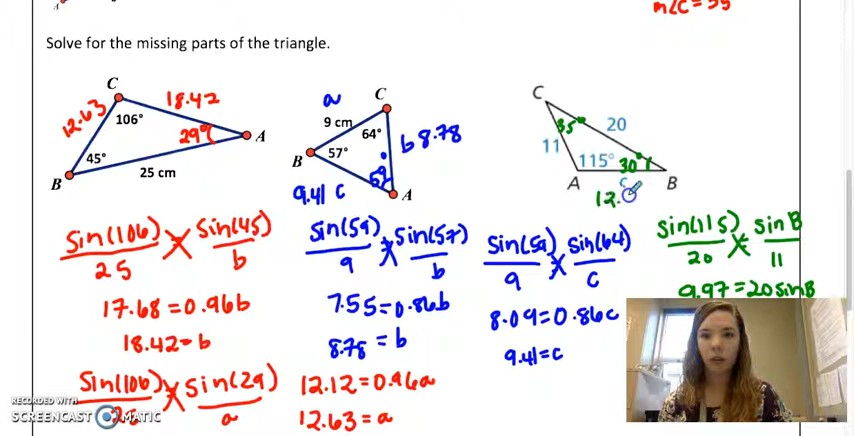 m∠C = 35
Solve for the missing parts of the triangle.
C
12.63
18.42
106°
29°
A
45°
B
25 cm
a
C
9 cm
64°
b 8.78
B
57°
59
9.41 c
A
C
35°
20
11
115°
30
A
c
B
12.
sin(106)
25
sin(45)
b
17.68 = 0.96b
18.42 = b
sin(106)
sin(29)
a
12.12 = 0.96a
12.63 = a
sin(59)
9
sin(57)
b
7.55 = 0.86b
8.78 = b
sin(59)
9
sin(64)
c
8.09 = 0.86c
9.41 = c
sin(115)
20
sin B
11
9.97 = 20 sin B
RECORDED WITH
SCREENCAST MATIC